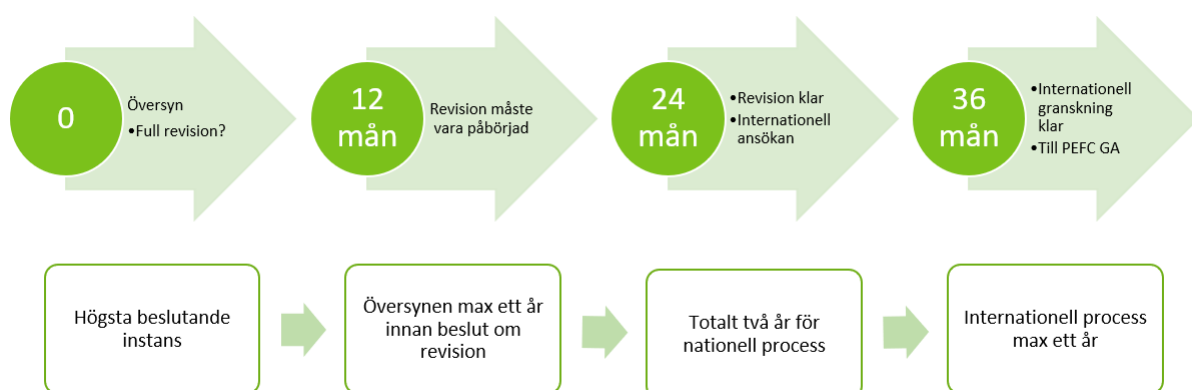 0
Översyn
•Full revision?
12
mån
Revision måste
vara påbörjad
24
mån
•Revision klar
•Internationell
ansökan
36
mån
•Internationell
granskning
klar
•Till PEFC GA
Högsta beslutande
instans
Översynen max ett år
innan beslut om
revision
Totalt två år för
nationell process
Internationell process
max ett år